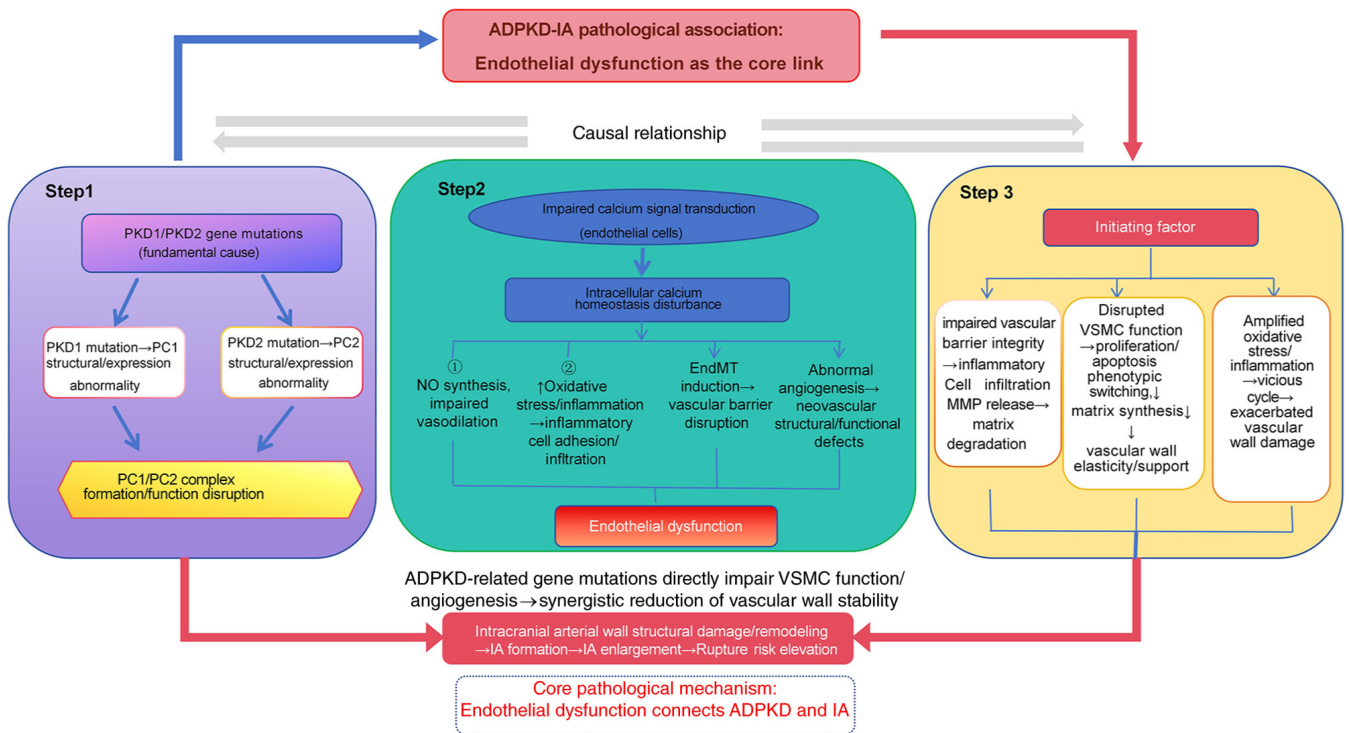 ADPKD-IA pathological association:
Endothelial dysfunction as the core link
Causal relationship
Step1
PKD1/PKD2 gene mutations
(fundamental cause)
PKD1 mutation→PC1
structural/expression
abnormality
PKD2 mutation→PC2
structural/expression
abnormality
PC1/PC2 complex
formation/function disruption
Step2
Impaired calcium signal transduction
(endothelial cells)
Intracellular calcium
homeostasis disturbance
①
NO synthesis,
impaired
vasodilation
②
↑Oxidative
stress/inflammation
→inflammatory
cell adhesion/
infltration
EndMT
induction→
vascular barrier
disruption
Abnormal
angiogenesis→
neovascular
structural/functional
defects
Endothelial dysfunction
Step 3
Initiating factor
impaired vascular
barrier integrity
→inflammatory
Cell infiltration
MMP release→
matrix
degradation
Disrupted
VSMC function
→proliferation/
apoptosis
phenotypic
switching,↓
matrix synthesis↓
↓
vascular wall
elasticity/support
Amplified
oxidative
stress/
inflammation
→vicious
cycle→
exacerbated
vascular
wall damage
ADPKD-related gene mutations directly impair VSMC function/
angiogenesis→synergistic reduction of vascular wall stability
Intracranial arterial wall structural damage/remodeling
→IA formation→IA enlargement→Rupture risk elevation
Core pathological mechanism:
Endothelial dysfunction connects ADPKD and IA